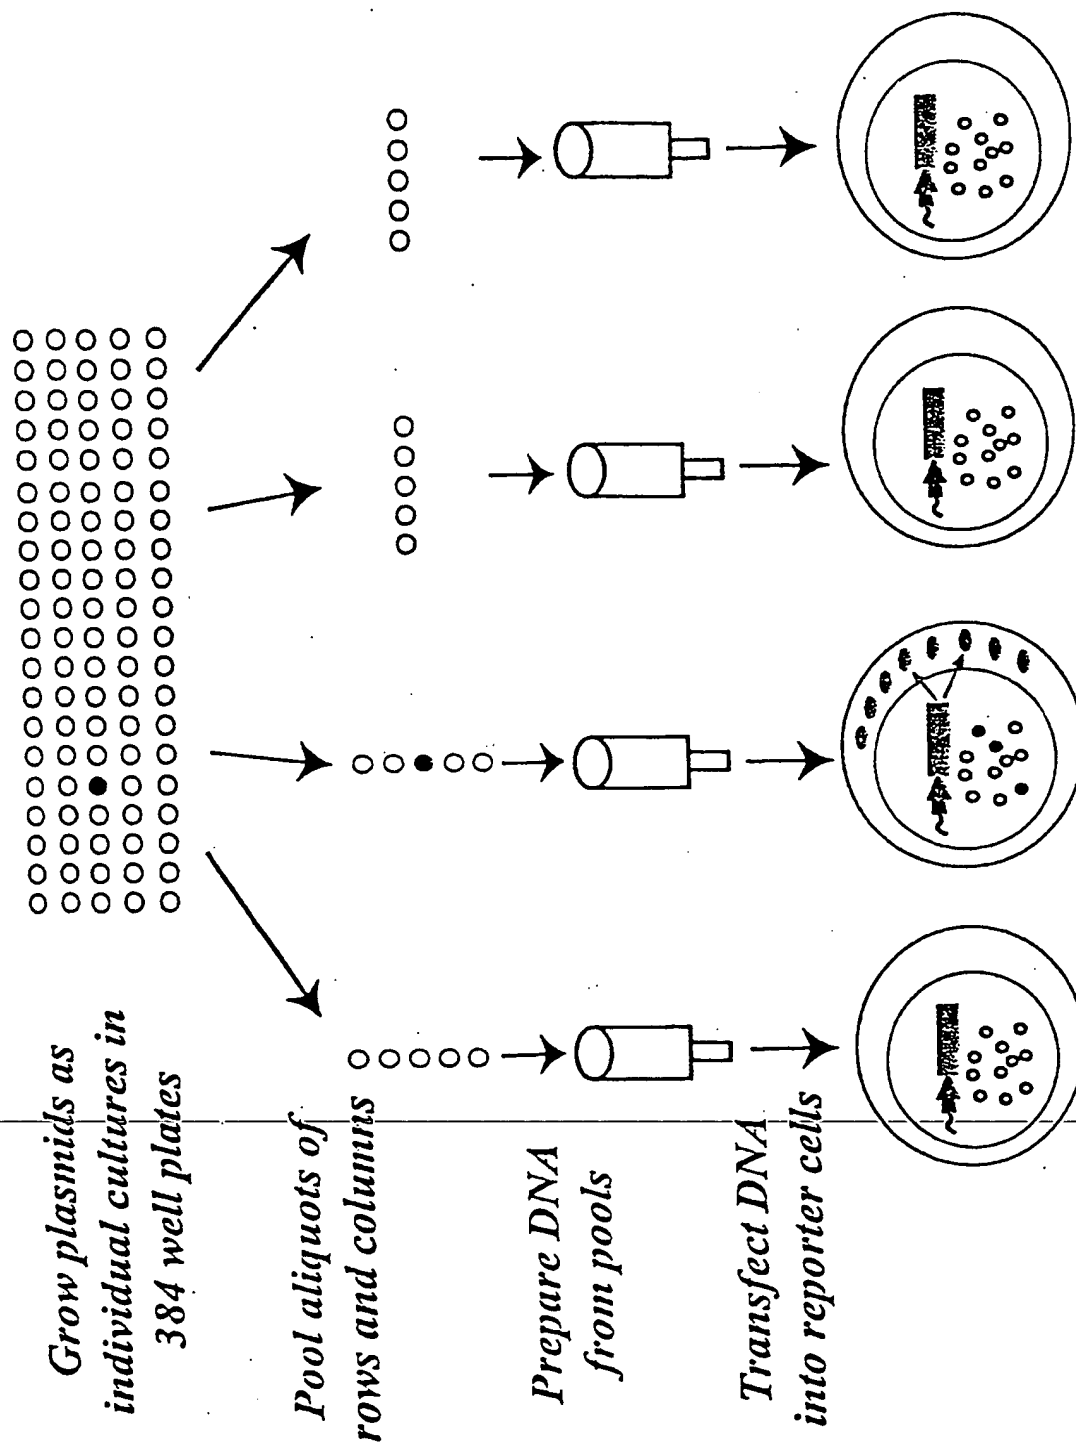 Grow plasmids as
individual cultures in
384 well plates
Pool aliquots of
rows and columns
Prepare DNA
from pools
Transfect DNA
into reporter cells